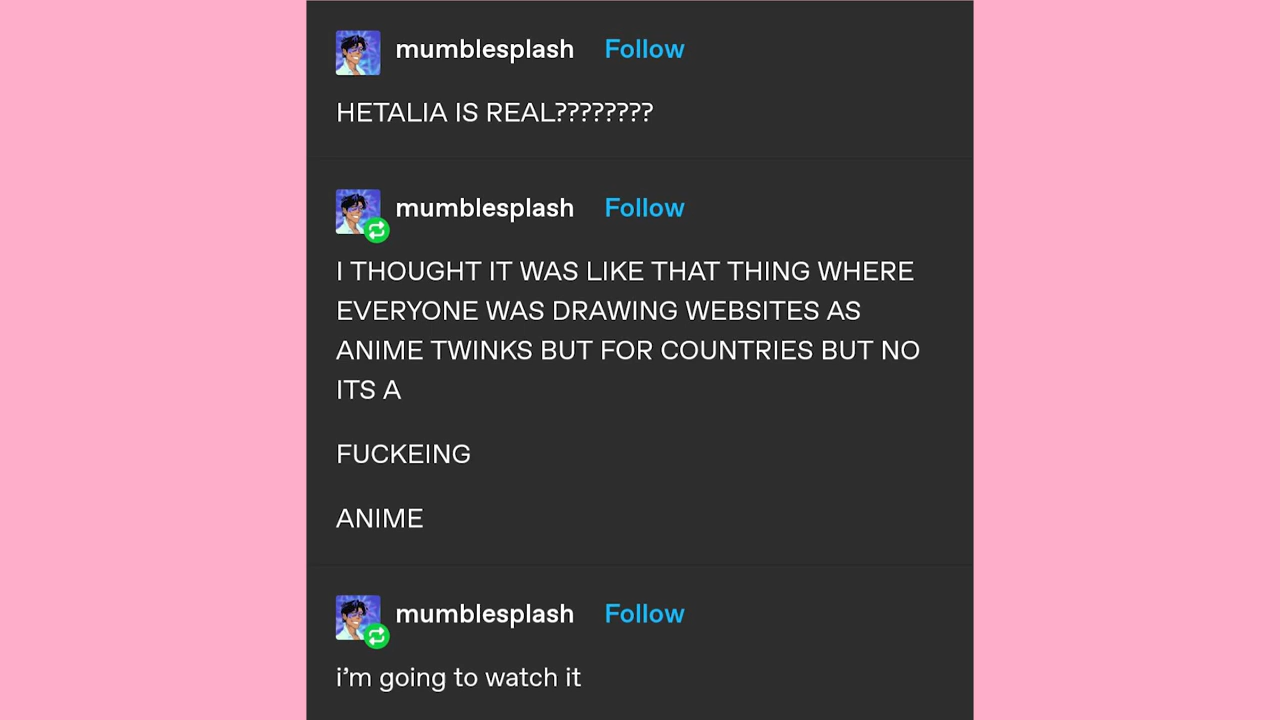 mumblesplash Follow
HETALIA IS REAL????????
mumblesplash Follow
I THOUGHT IT WAS LIKE THAT THING WHERE
EVERYONE WAS DRAWING WEBSITES AS
ANIME TWINKS BUT FOR COUNTRIES BUT NO
ITS A
FUCKEING
ANIME
mumblesplash Follow
i’m going to watch it